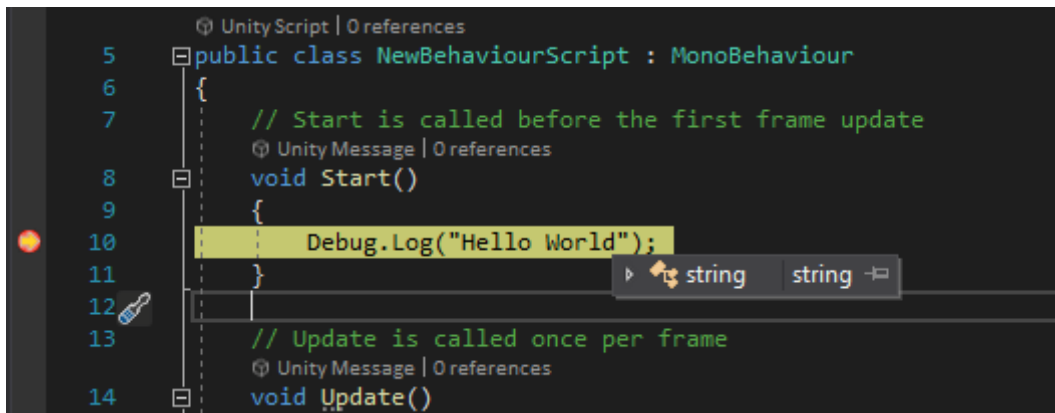 Unity Script | 0 references
5 public class NewBehaviourScript : MonoBehaviour
6 {
7 // Start is called before the first frame update
Unity Message | 0 references
8 void Start()
9 {
10 Debug.Log("Hello World");
11 }
string string
12
13 // Update is called once per frame
Unity Message | 0 references
14 void Update()